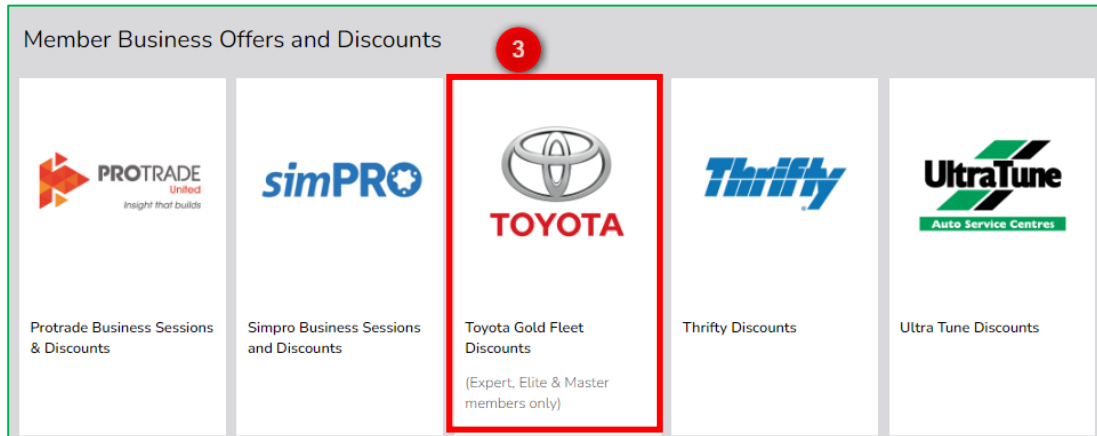 Member Business Offers and Discounts
3
PROTRADE
United
Insight that builds
simPRO
TOYOTA
Thrifty
UltraTune
Auto Service Centres
Protrade Business Sessions
& Discounts
Simpro Business Sessions
and Discounts
Toyota Gold Fleet
Discounts
(Expert, Elite & Master
members only)
Thrifty Discounts
Ultra Tune Discounts